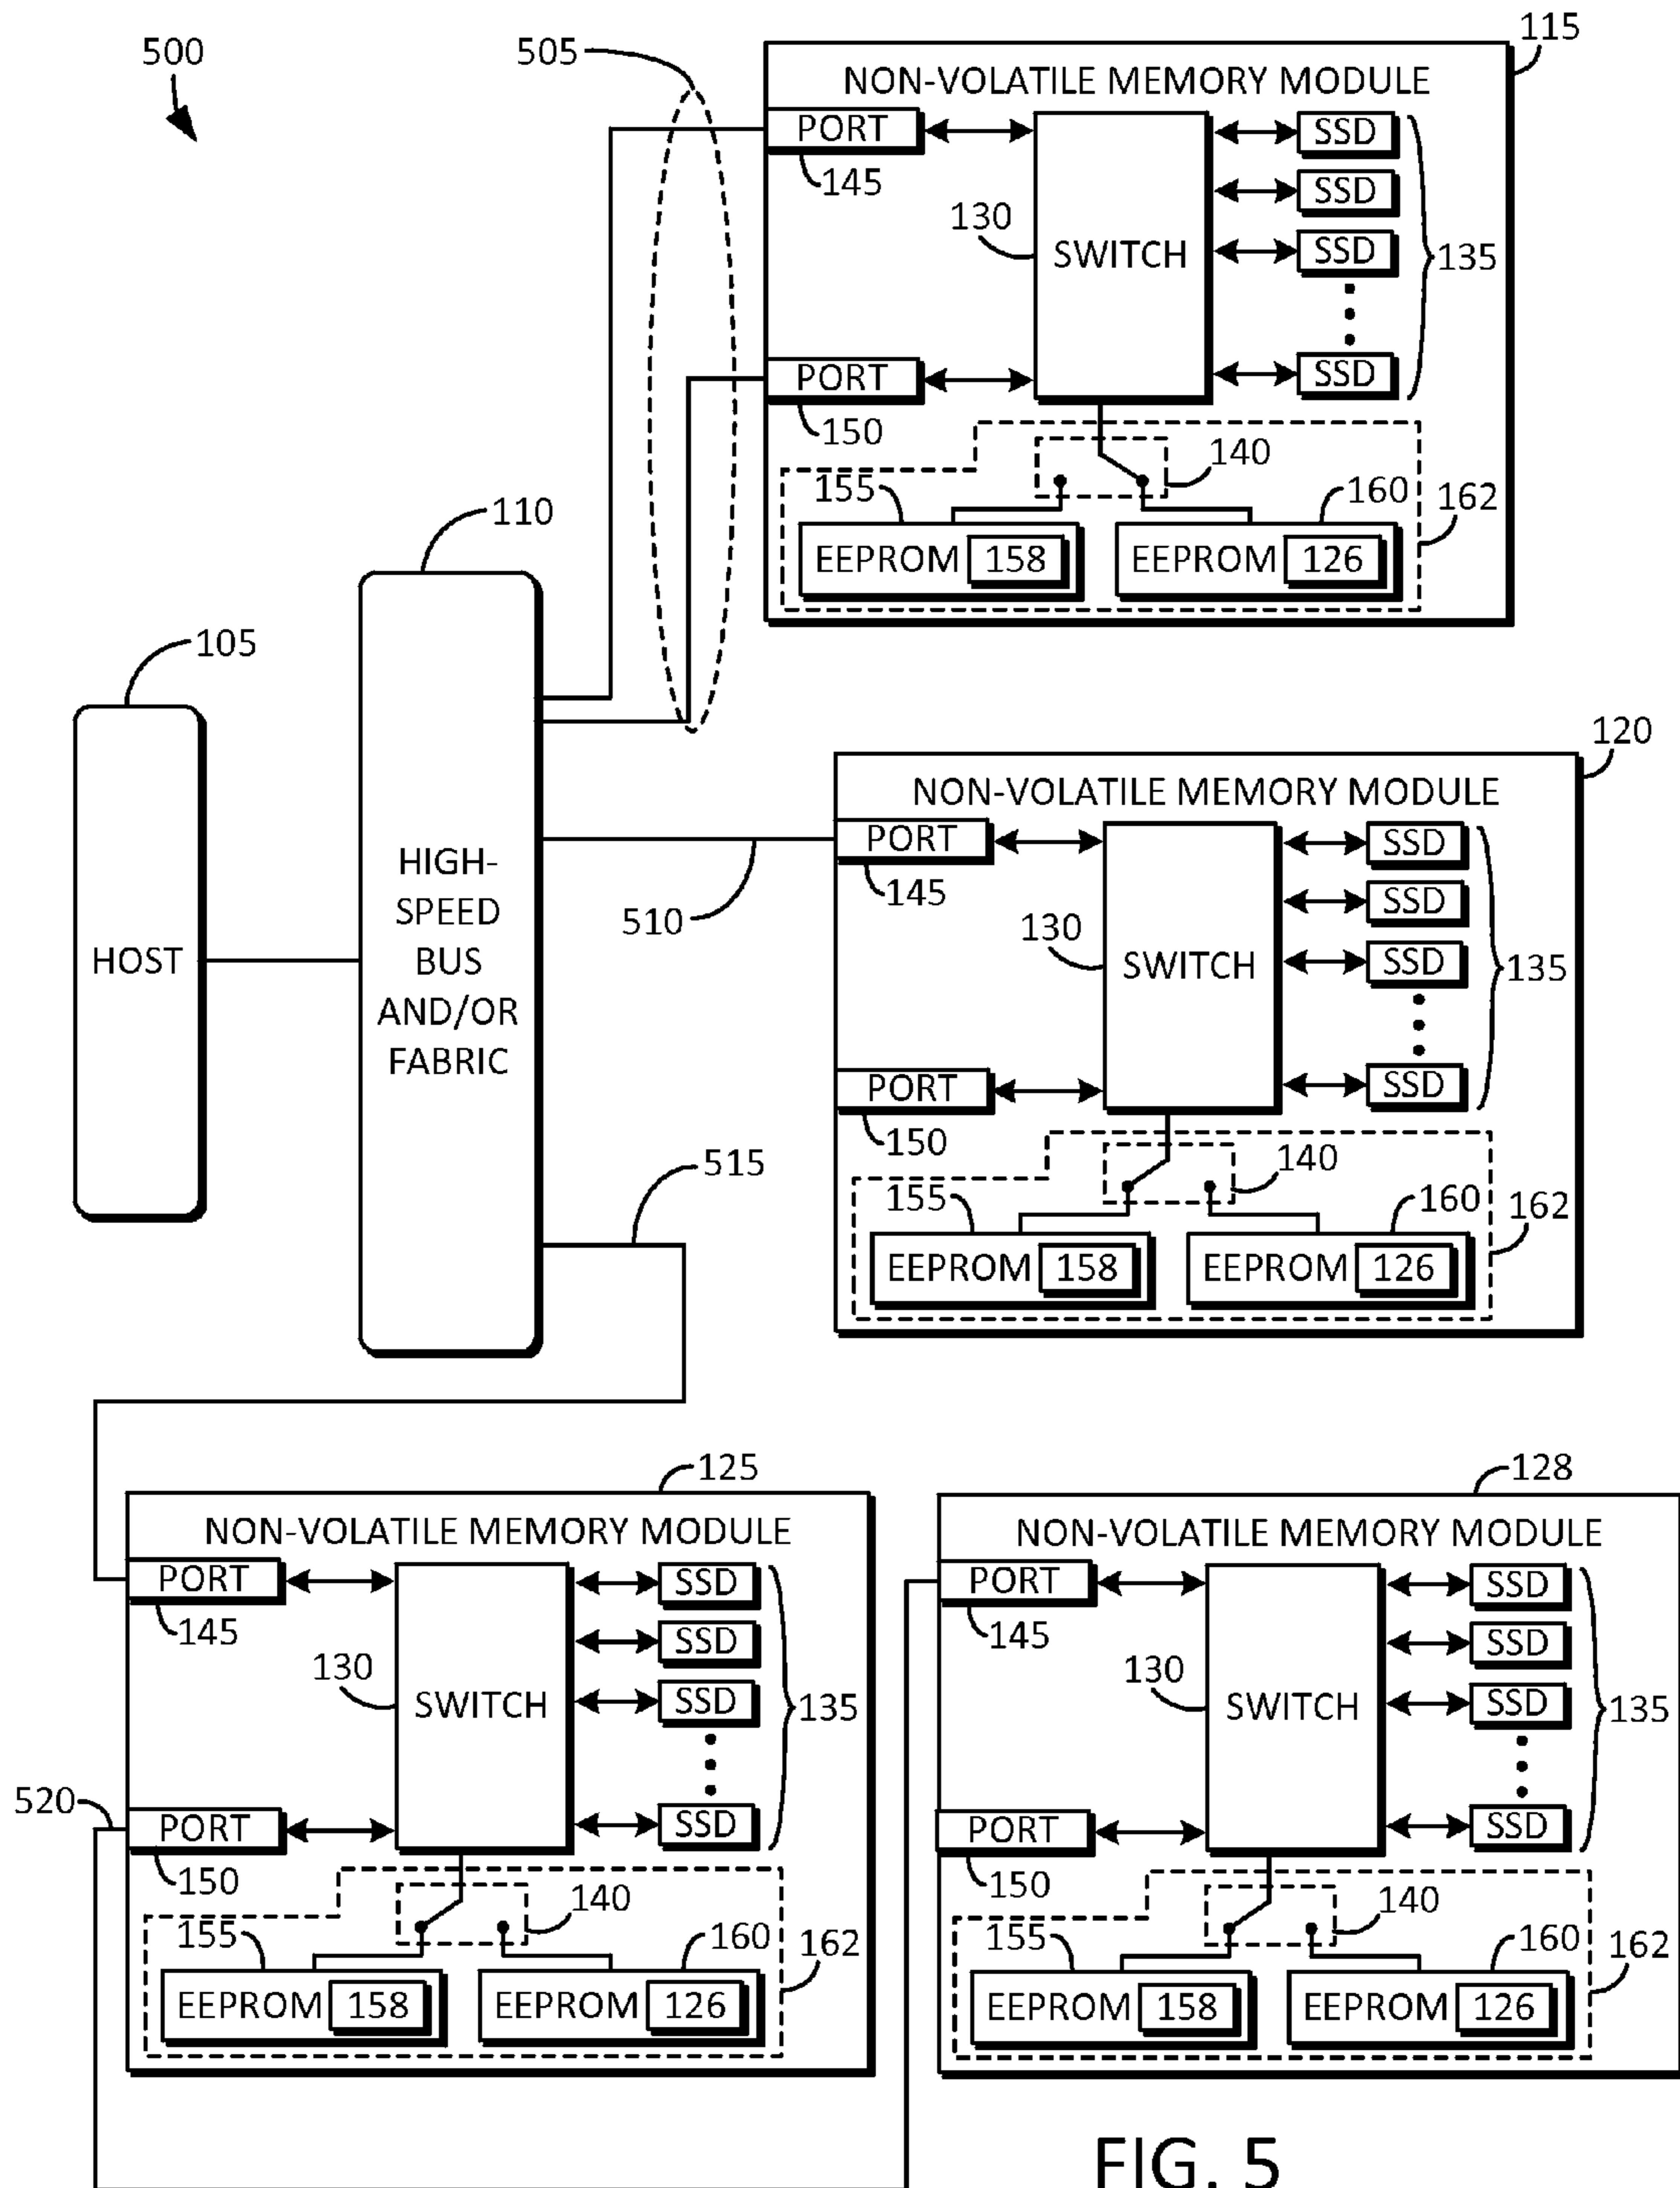 500
505
115
NON-VOLATILE MEMORY MODULE
PORT
SSD
145
SSD
130
SWITCH
SSD
135
PORT
SSD
150
140
155
160
162
EEPROM 158
EEPROM 126
110
105
HOST
HIGH-
SPEED
BUS
AND/OR
FABRIC
120
NON-VOLATILE MEMORY MODULE
PORT
SSD
145
510
SSD
130
SWITCH
SSD
135
PORT
SSD
150
140
515
155
160
162
EEPROM 158
EEPROM 126
125
NON-VOLATILE MEMORY MODULE
PORT
SSD
145
SSD
130
SWITCH
SSD
135
520
PORT
SSD
150
140
155
160
162
EEPROM 158
EEPROM 126
128
NON-VOLATILE MEMORY MODULE
PORT
SSD
145
SSD
130
SWITCH
SSD
135
PORT
SSD
150
140
155
160
162
EEPROM 158
EEPROM 126
FIG. 5